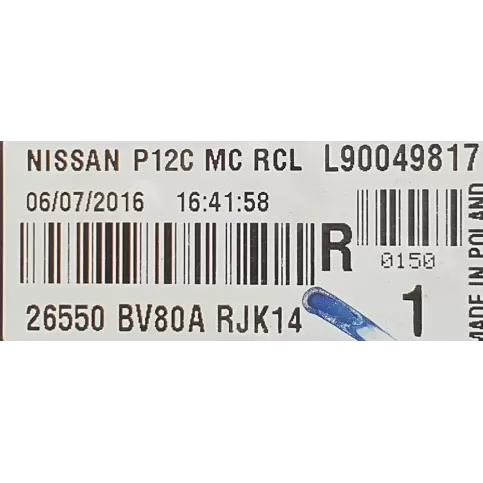 NISSAN P12C MC RCL L90049817
06/07/2016 16:41:58
R
0150
26550 BV80A RJK14
1
MADE IN POLAND